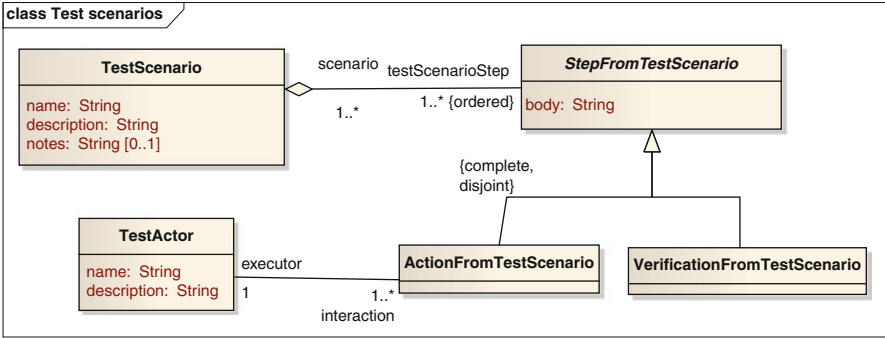 class Test scenarios
TestScenario
name: String
description: String
notes: String [0..1]
scenario
testScenarioStep
1..*
1..* {ordered}
StepFromTestScenario
body: String
{complete,
disjoint}
TestActor
name: String
description: String
executor
1
1..*
interaction
ActionFromTestScenario
VerificationFromTestScenario